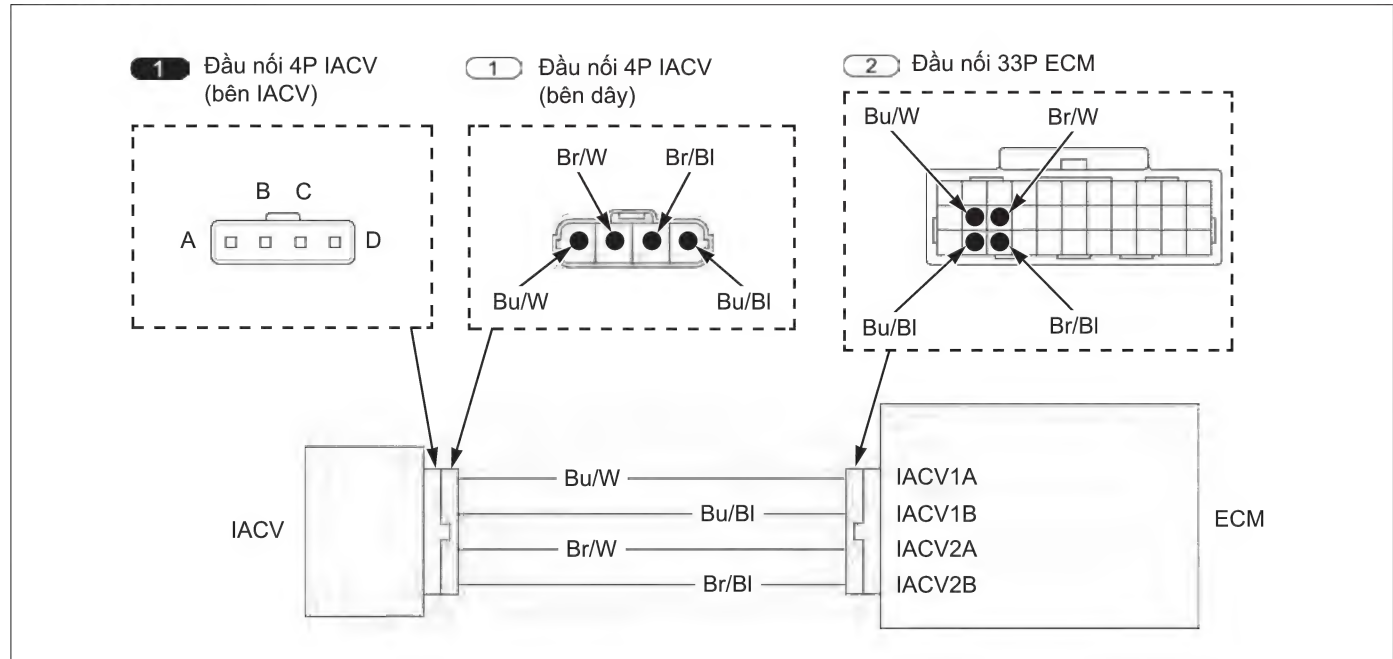 1 Đầu nối 4P IACV
(bên IACV)
1 Đầu nối 4P IACV
(bên dây)
2 Đầu nối 33P ECM
B C
A D
Br/W Br/Bl
Bu/W Bu/Bl
Bu/W Br/W
Bu/Bl Br/Bl
IACV
Bu/W
Bu/Bl
Br/W
Br/Bl
IACV1A
IACV1B
IACV2A
IACV2B
ECM